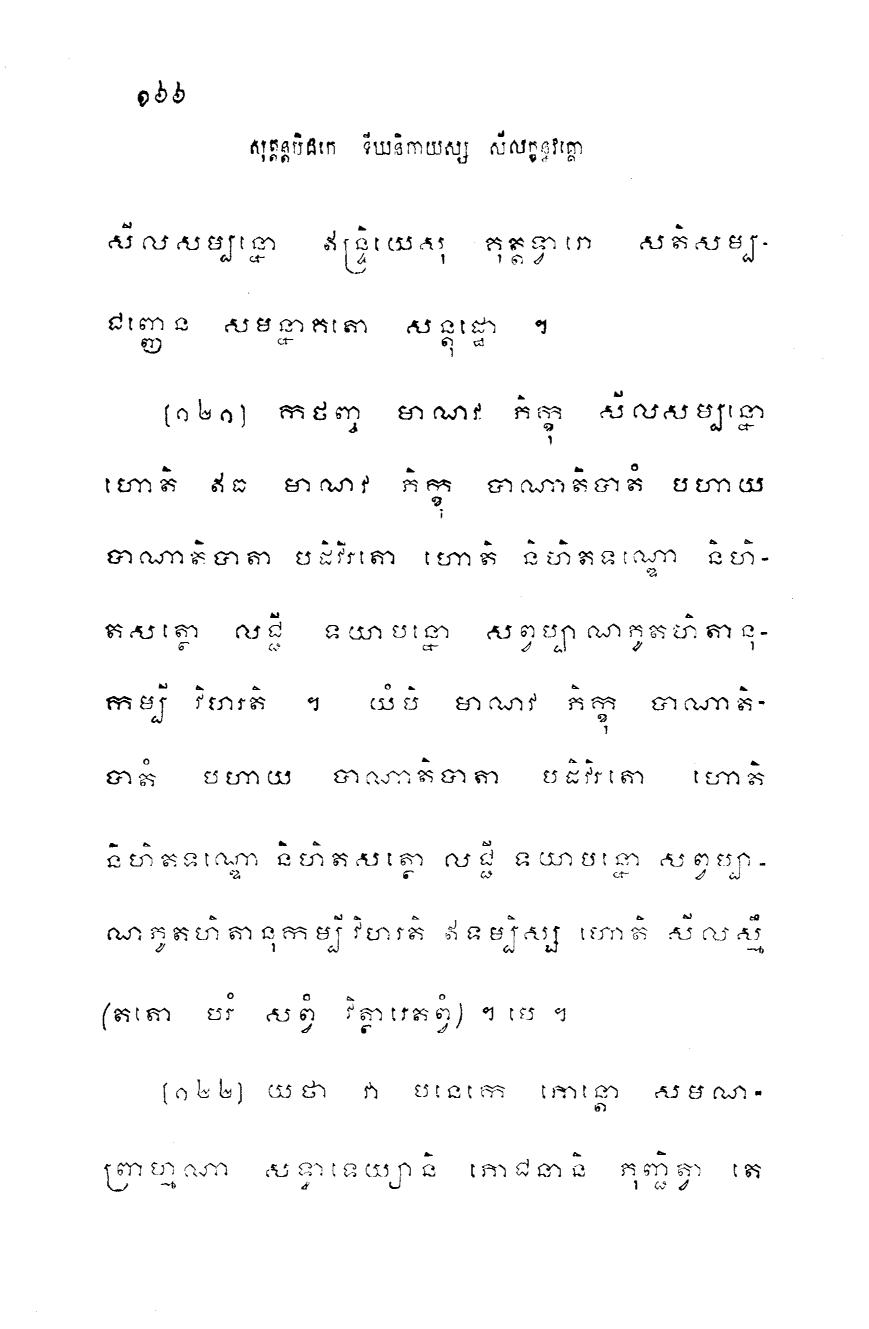 ១៦៦
សុត្តន្តបិដកេ ទីឃនិកាយស្ស សីលក្ខន្ធវគ្គោ
សីលសម្បន្នោ ឥន្ទ្រិយេសុ គុត្តទ្វារោ សតិសម្ប-
ជញ្ញេន សមន្នាគតោ សន្តុដ្ឋោ ។
(១២១) កថញ្ច មាណវ ភិក្ខុ សីលសម្បន្នោ
ហោតិ ឥធ មាណវ ភិក្ខុ បាណាតិបាតំ បហាយ
បាណាតិបាតា បដិវិរតោ ហោតិ និហិតទណ្ឌោ និហិ-
តសត្ថោ លជ្ជី ទយាបន្នោ សព្វប្បាណភូតហិតានុ-
កម្បី វិហរតិ ។ យំបិ មាណវ ភិក្ខុ បាណាតិ-
បាតំ បហាយ បាណាតិបាតា បដិវិរតោ ហោតិ
និហិតទណ្ឌោ និហិតសត្ថោ លជ្ជី ទយាបន្នោ សព្វប្បា-
ណភូតហិតានុកម្បី វិហរតិ ឥទម្បិស្ស ហោតិ សីលស្មឹ
(តតោ បរំ សព្វំ វិត្ថារេតព្វំ) ។ បេ ។
(១២២) យថា វា បនេកេ ភោន្តោ សមណ-
ព្រាហ្មណា សទ្ធាទេយ្យានិ ភោជនានិ ភុញ្ជិត្វា តេ